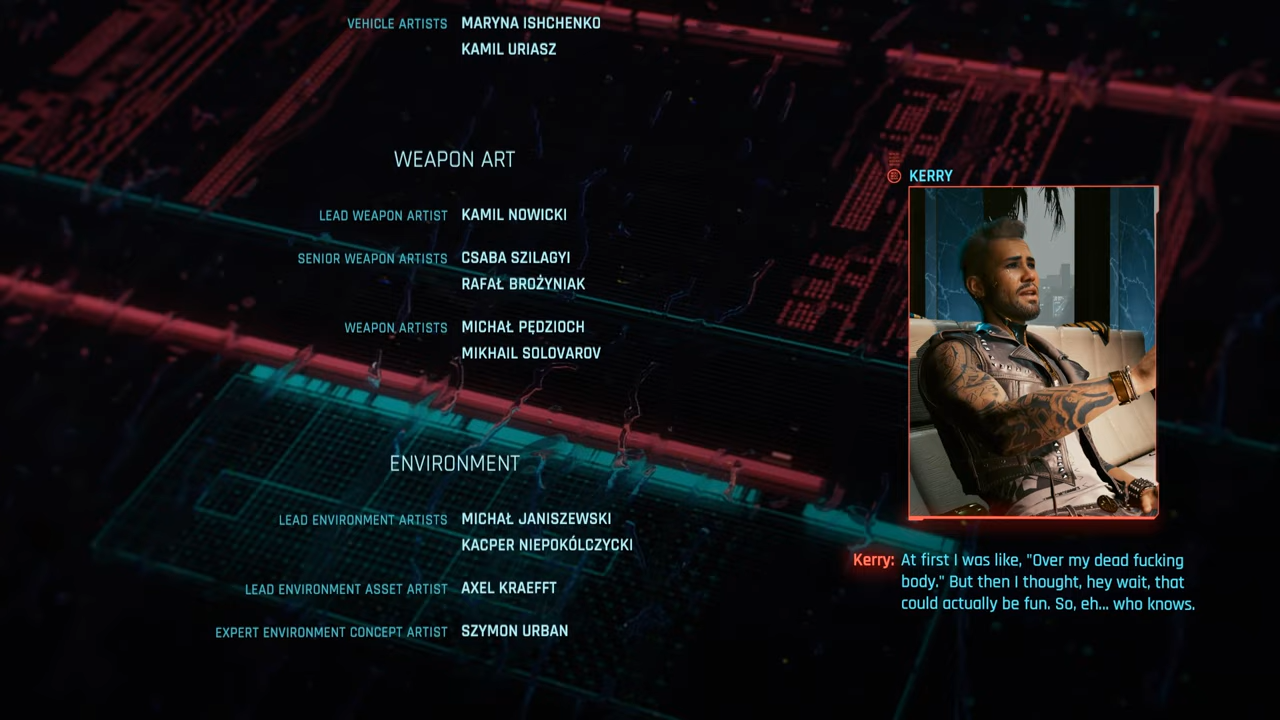 VEHICLE ARTISTS MARYNA ISHCHENKO
KAMIL URIASZ
WEAPON ART
LEAD WEAPON ARTIST KAMIL NOWICKI
SENIOR WEAPON ARTISTS CSABA SZILAGYI
RAFAŁ BROŻYNIAK
WEAPON ARTISTS MICHAŁ PĘDZIOCH
MIKHAIL SOLOVAROV
ENVIRONMENT
LEAD ENVIRONMENT ARTISTS MICHAŁ JANISZEWSKI
KACPER NIEPOKÓLCZYCKI
LEAD ENVIRONMENT ASSET ARTIST AXEL KRAEFFT
EXPERT ENVIRONMENT CONCEPT ARTIST SZYMON URBAN
KERRY
Kerry: At first I was like, "Over my dead fucking
body." But then I thought, hey wait, that
could actually be fun. So, eh... who knows.